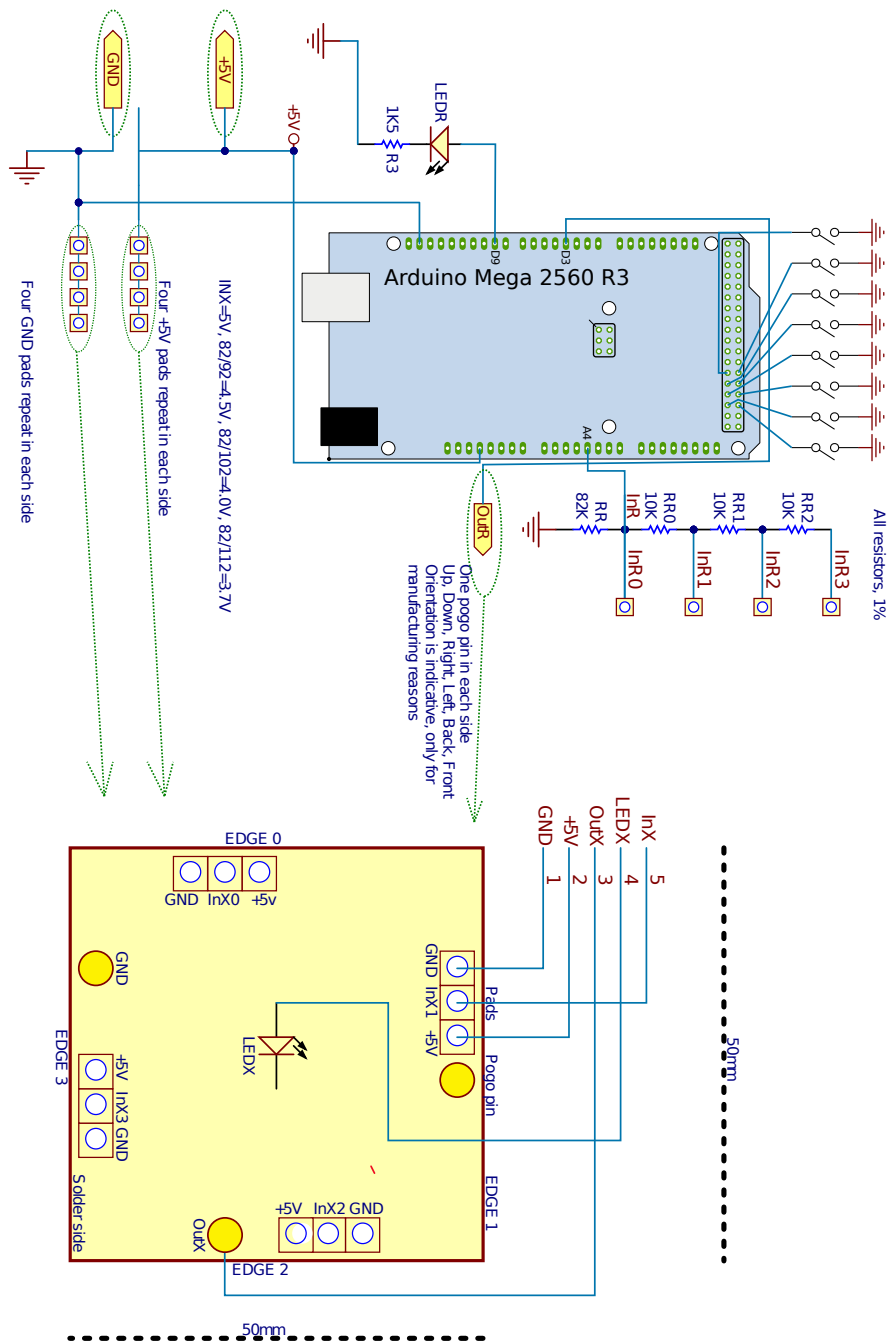 GND
+5V
+5V
LEDR
1K5
R3
D9
D3
Arduino Mega 2560 R3
A4
Four GND pads repeat in each side
Four +5V pads repeat in each side
INX=5V, 82/92=4.5V, 82/102=4.0V, 82/112=3.7V
OutR
One pogo pin in each side
Up, Down, Right, Left, Back, Front
Orientation is indicative, only for
manufacturing reasons
82K
RR
InR
10K
RR0
10K
RR1
10K
RR2
InR0
InR1
InR2
InR3
All resistors, 1%
GND
+5V
OutX
LEDX
InX
1
2
3
4
5
EDGE 0
GND InX0 +5v
GND
GND
InX1
+5V
Pads
Pogo pin
LEDX
EDGE 3
+5V
InX3
GND
Solder side
OutX
+5V InX2 GND
EDGE 1
EDGE 2
50mm
50mm